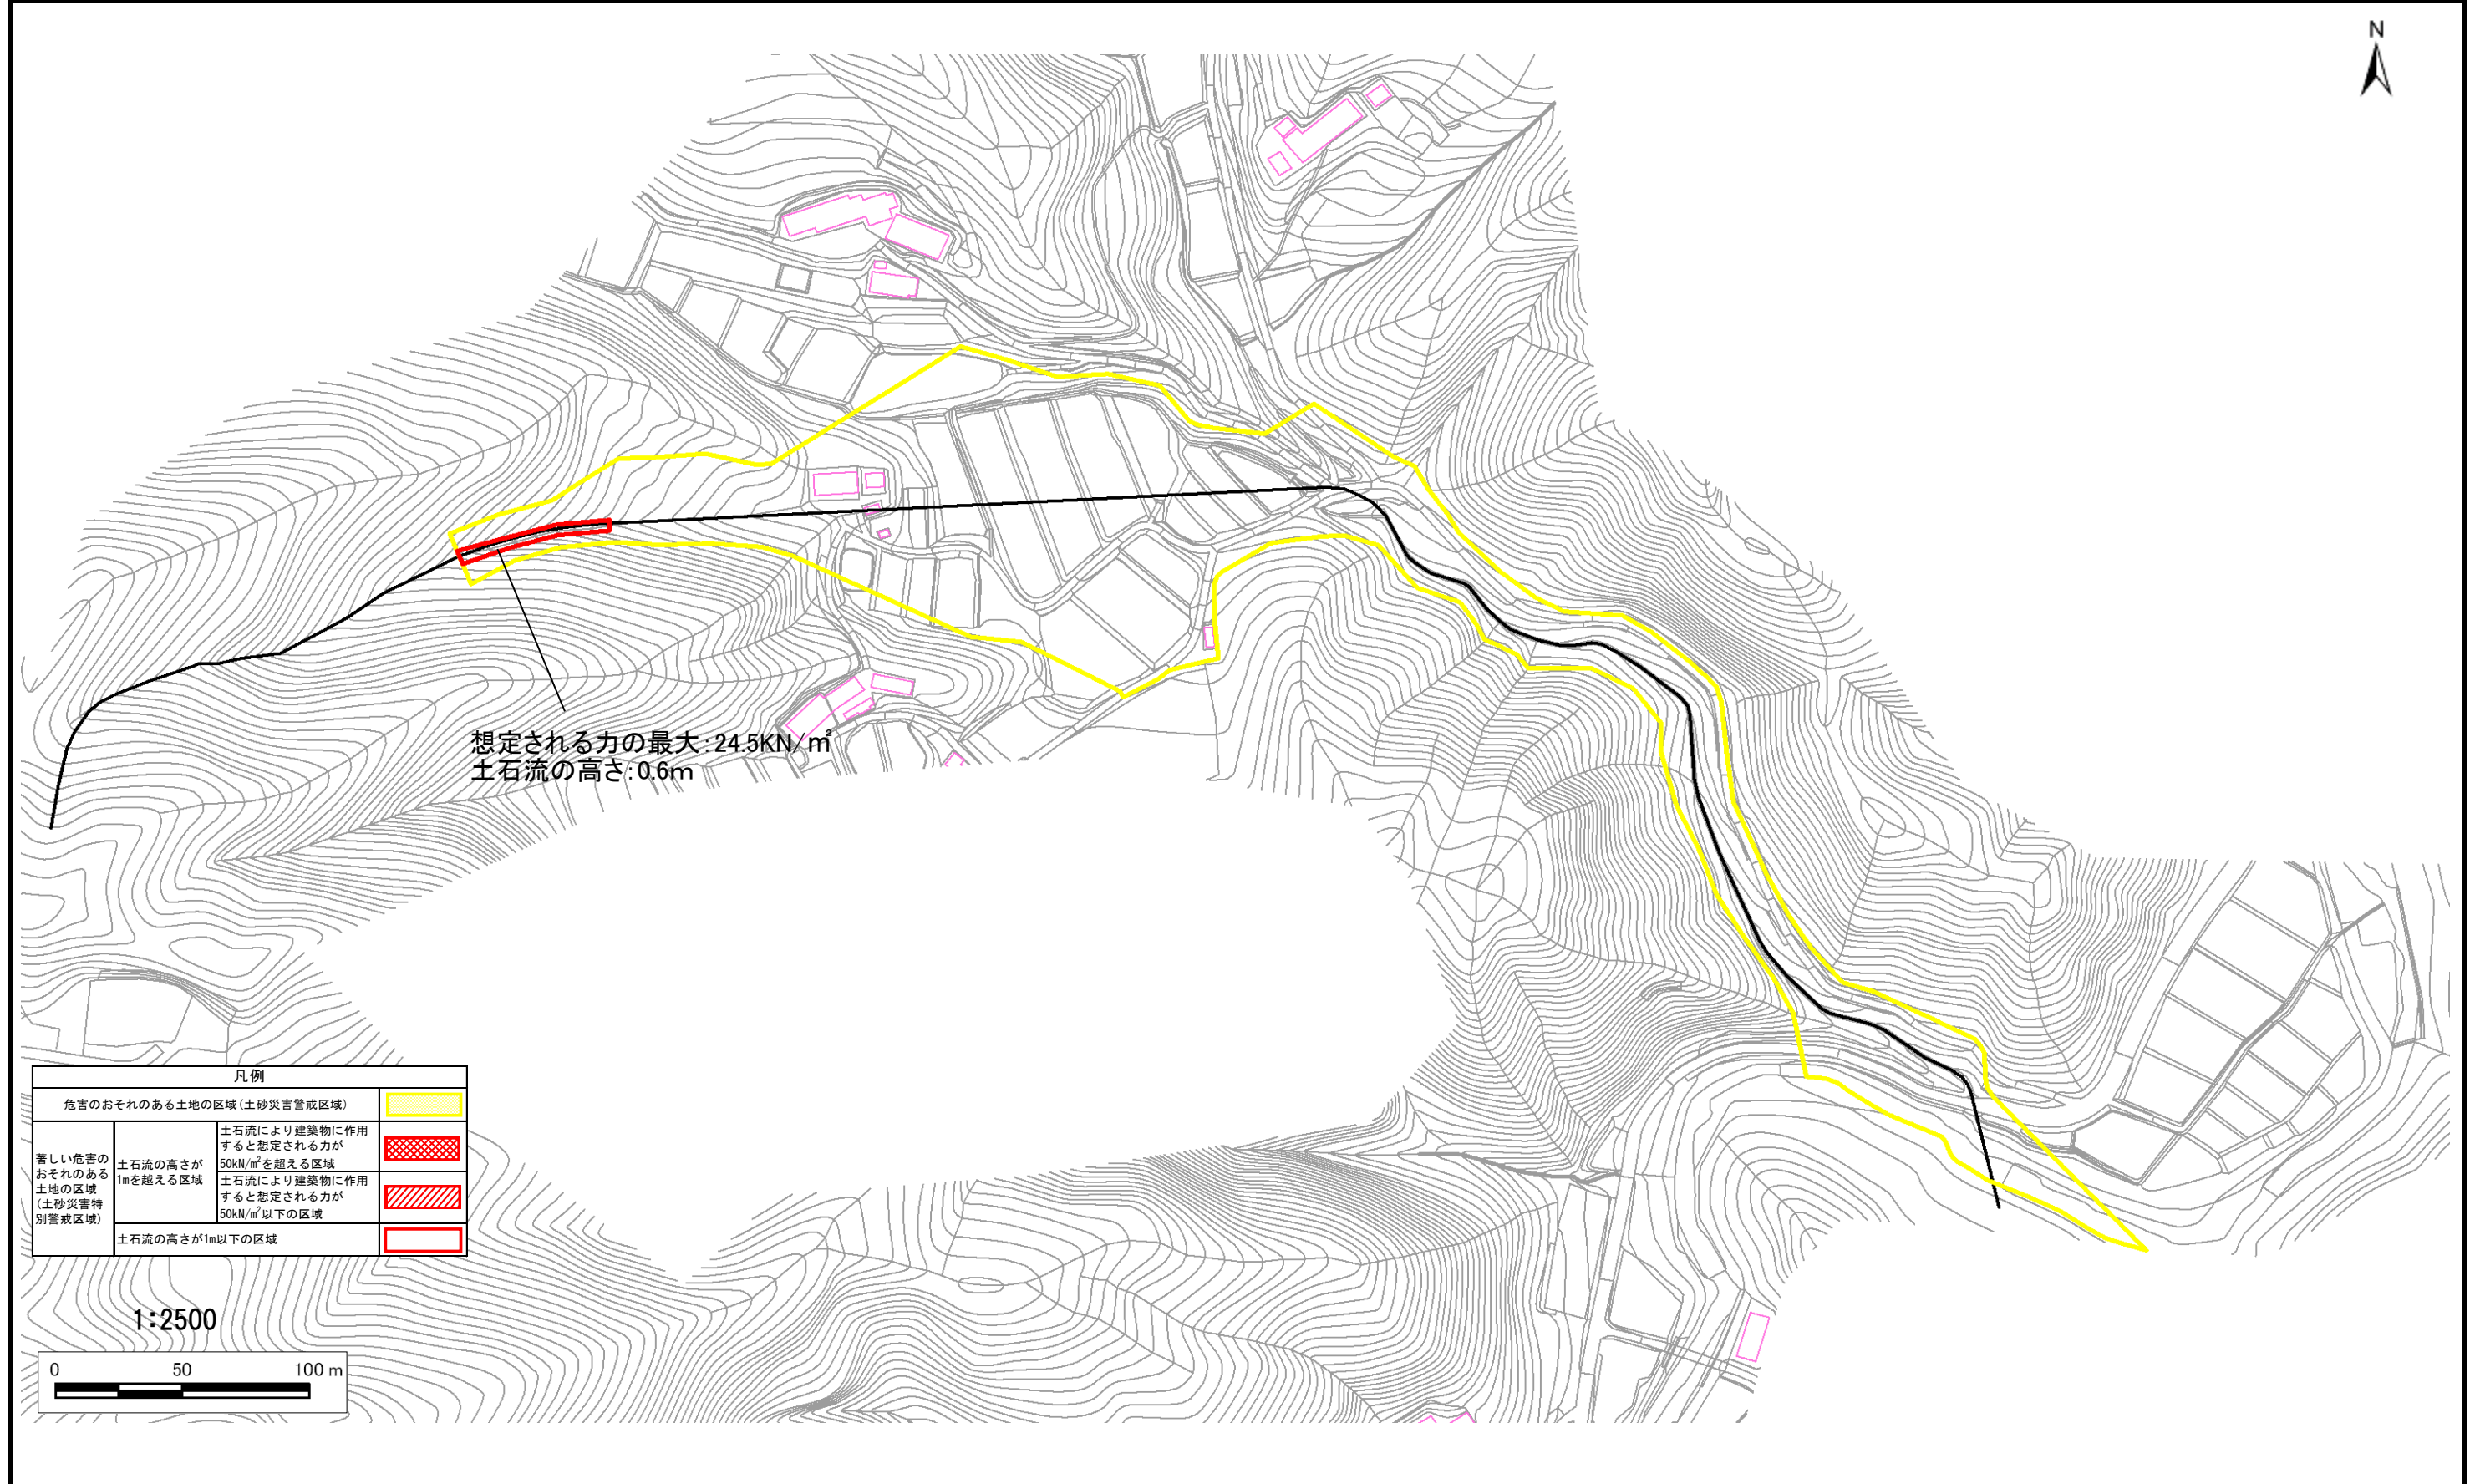 N
想定される力の最大：24.5KN/㎡
土石流の高さ：0.6m
凡例
危害のおそれのある土地の区域（土砂災害警戒区域）
著しい危害の
おそれのある
土地の区域
（土砂災害特
別警戒区域）
土石流の高さが
1mを越える区域
土石流により建築物に作用
すると想定される力が
50kN/㎡を超える区域
土石流により建築物に作用
すると想定される力が
50kN/㎡以下の区域
土石流の高さが1m以下の区域
1:2500
0 50 100 m